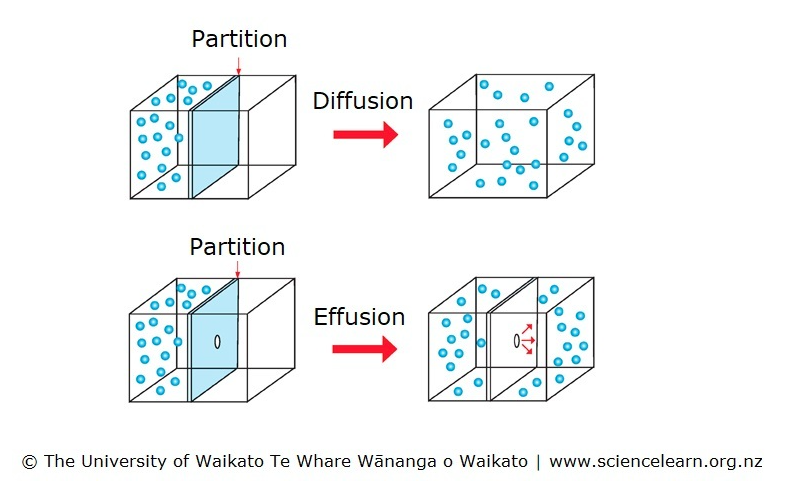 Partition
Diffusion
Partition
Effusion
© The University of Waikato Te Whare Wānanga o Waikato | www.sciencelearn.org.nz